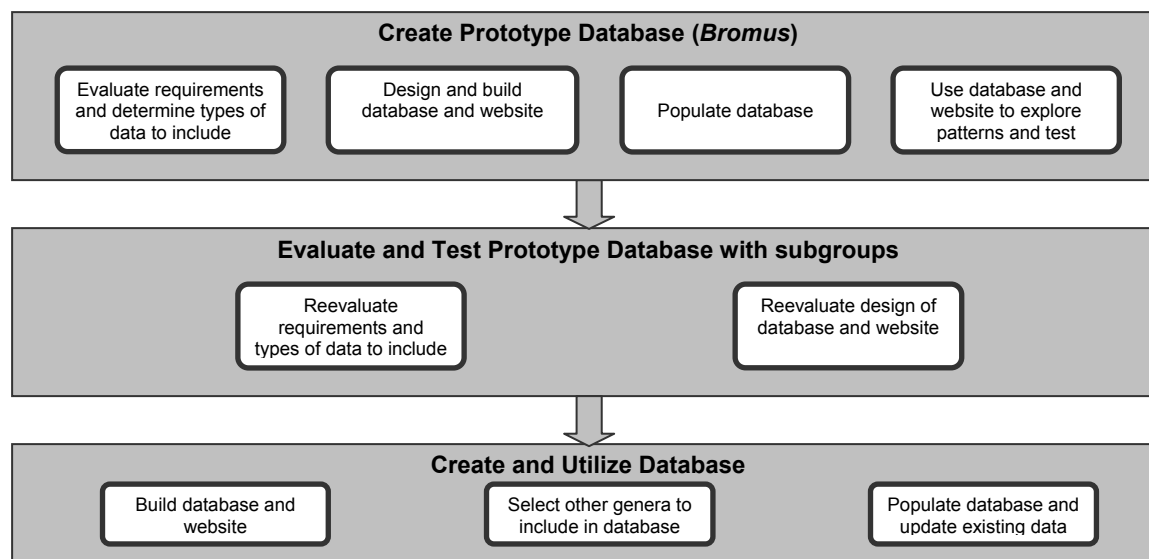 Create Prototype Database (Bromus)
Evaluate requirements
and determine types of
data to include
Design and build
database and website
Populate database
Use database and
website to explore
patterns and test
Evaluate and Test Prototype Database with subgroups
Reevaluate
requirements and
types of data to include
Reevaluate design of
database and website
Create and Utilize Database
Build database and
website
Select other genera to
include in database
Populate database and
update existing data